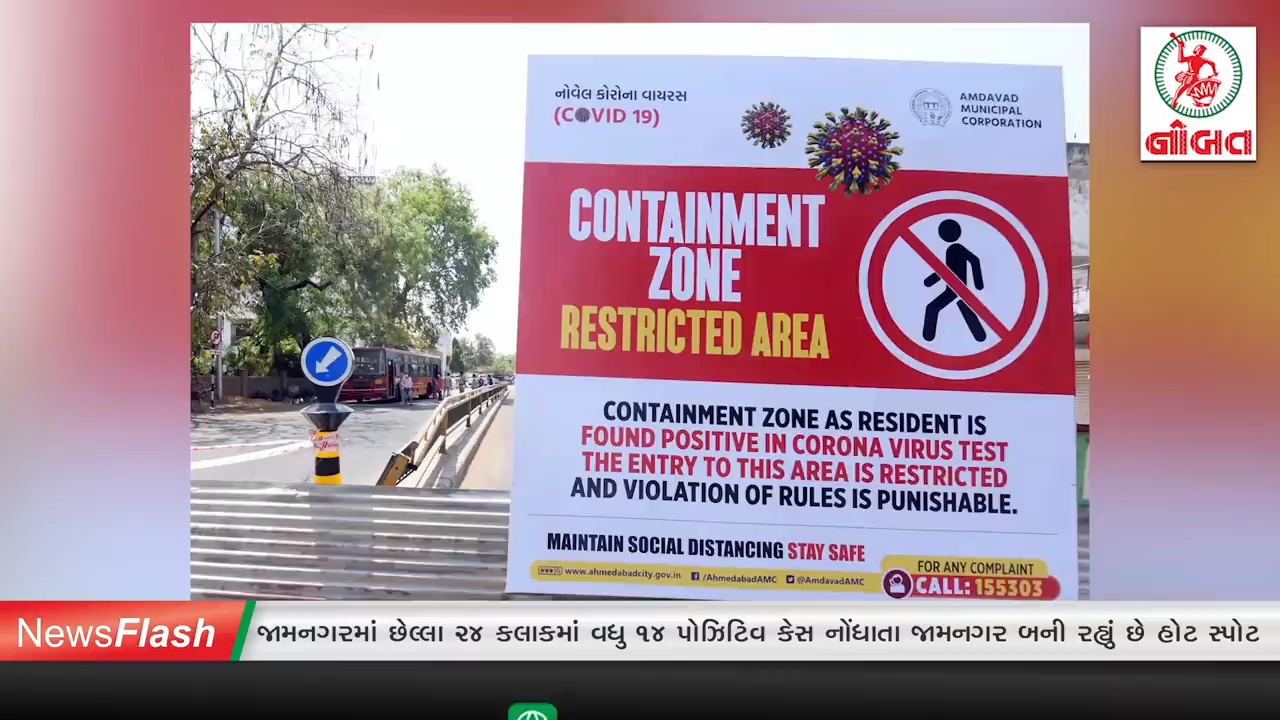 નોબત
નોવેલ કોરોના વાયરસ
(COVID 19)
AMDAVAD
MUNICIPAL
CORPORATION
CONTAINMENT
ZONE
RESTRICTED AREA
CONTAINMENT ZONE AS RESIDENT IS
FOUND POSITIVE IN CORONA VIRUS TEST
THE ENTRY TO THIS AREA IS RESTRICTED
AND VIOLATION OF RULES IS PUNISHABLE.
MAINTAIN SOCIAL DISTANCING STAY SAFE
www.ahmedabadcity.gov.in /AhmedabadAMC @AmdavadAMC
FOR ANY COMPLAINT
CALL: 155303
NewsFlash
જામનગરમાં છેલ્લા ૨૪ કલાકમાં વધુ ૧૪ પોઝિટિવ કેસ નોંધાતા જામનગર બની રહ્યું છે હોટ સ્પોટ